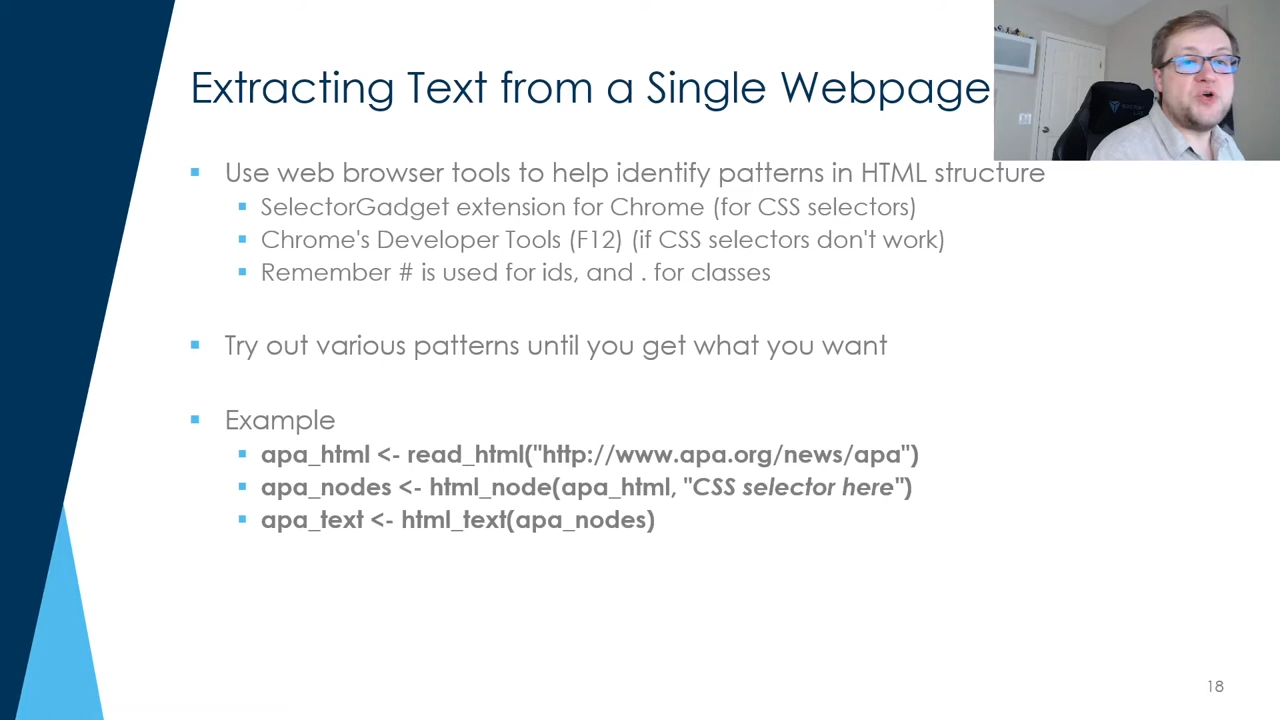 Extracting Text from a Single Webpage
Use web browser tools to help identify patterns in HTML structure
SelectorGadget extension for Chrome (for CSS selectors)
Chrome's Developer Tools (F12) (if CSS selectors don't work)
Remember # is used for ids, and . for classes
Try out various patterns until you get what you want
Example
apa_html <- read_html("http://www.apa.org/news/apa")
apa_nodes <- html_node(apa_html, "CSS selector here")
apa_text <- html_text(apa_nodes)
18